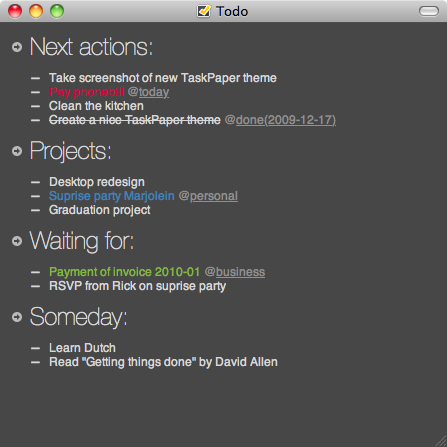 Todo
Next actions:
– Take screenshot of new TaskPaper theme
– Pay phonebill @today
– Clean the kitchen
– Create a nice TaskPaper theme @done(2009-12-17)
Projects:
– Desktop redesign
– Suprise party Marjolein @personal
– Graduation project
Waiting for:
– Payment of invoice 2010-01 @business
– RSVP from Rick on suprise party
Someday:
– Learn Dutch
– Read "Getting things done" by David Allen